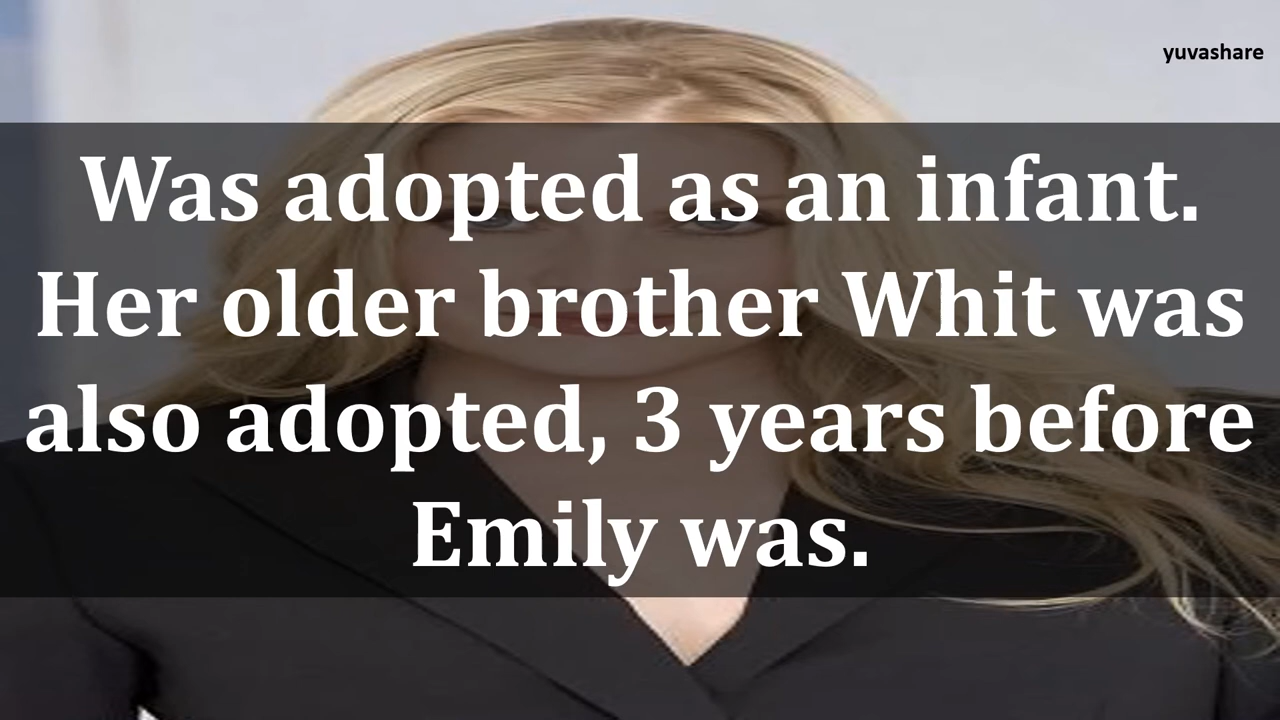 yuvashare
Was adopted as an infant.
Her older brother Whit was
also adopted, 3 years before
Emily was.